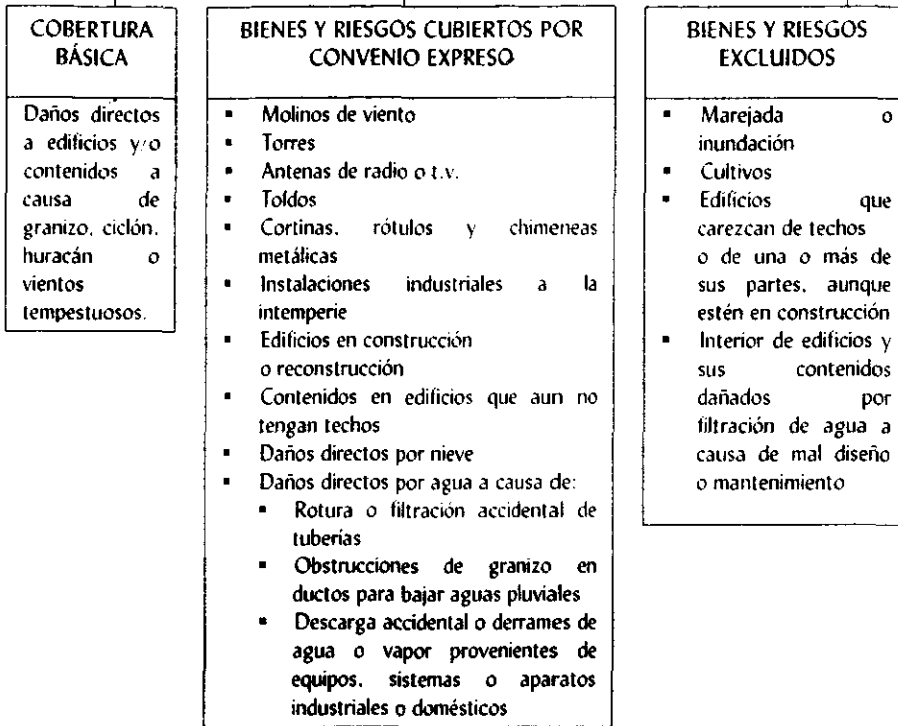 COBERTURA
BÁSICA
Daños directos
a edificios y/o
contenidos a
causa de
granizo, ciclón,
huracán o
vientos
tempestuosos.
BIENES Y RIESGOS CUBIERTOS POR
CONVENIO EXPRESO
▪ Molinos de viento
▪ Torres
▪ Antenas de radio o t.v.
▪ Toldos
▪ Cortinas, rótulos y chimeneas
metálicas
▪ Instalaciones industriales a la
intemperie
▪ Edificios en construcción
o reconstrucción
▪ Contenidos en edificios que aun no
tengan techos
▪ Daños directos por nieve
▪ Daños directos por agua a causa de:
▪ Rotura o filtración accidental de
tuberías
▪ Obstrucciones de granizo en
ductos para bajar aguas pluviales
▪ Descarga accidental o derrames de
agua o vapor provenientes de
equipos, sistemas o aparatos
industriales o domésticos
BIENES Y RIESGOS
EXCLUIDOS
▪ Marejada o
inundación
▪ Cultivos
▪ Edificios que
carezcan de techos
o de una o más de
sus partes, aunque
estén en construcción
▪ Interior de edificios y
sus contenidos
dañados por
filtración de agua a
causa de mal diseño
o mantenimiento